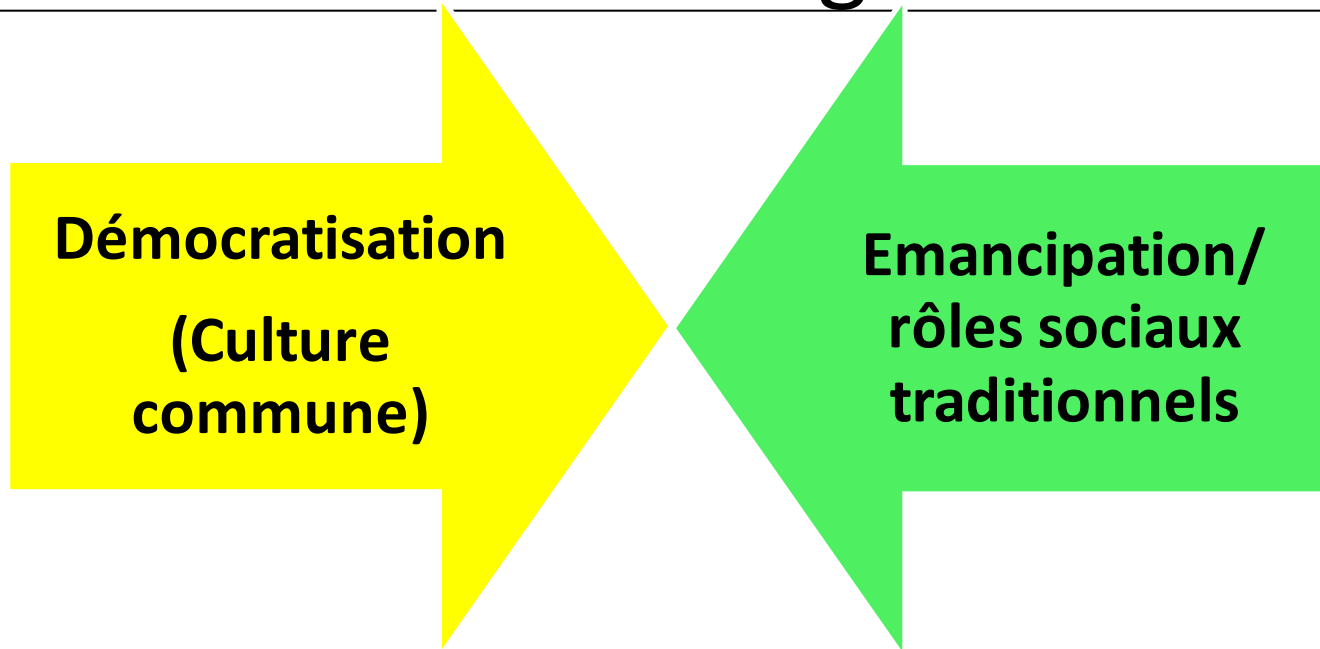 Démocratisation
(Culture
commune)
Emancipation/
rôles sociaux
traditionnels